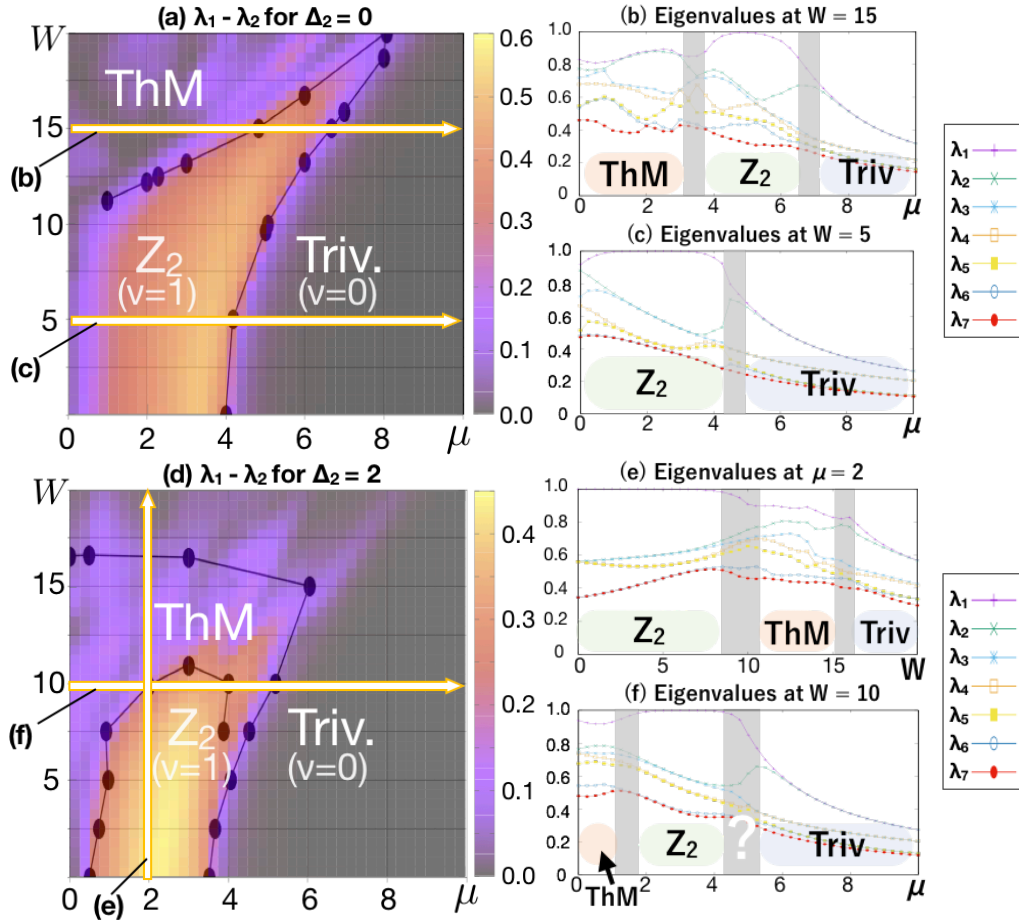 (a) λ₁ - λ₂ for Δ₂ = 0
W
15
10
5
0 2 4 6 8 μ
0.6
0.5
0.4
0.3
0.2
0.1
0.0
ThM
Z₂
(ν=1)
Triv.
(ν=0)
(b)
(c)
(b) Eigenvalues at W = 15
1.0
0.8
0.6
0.4
0.2
0
0 2 4 6 8 μ
ThM Z₂ Triv
(c) Eigenvalues at W = 5
1.0
0.8
0.6
0.4
0.2
0
0 2 4 6 8 μ
Z₂ Triv
λ₁
λ₂
λ₃
λ₄
λ₅
λ₆
λ₇
(d) λ₁ - λ₂ for Δ₂ = 2
W
15
10
5
0 2 4 6 8 μ
0.4
0.3
0.2
0.1
0.0
ThM
Z₂
(ν=1)
Triv.
(ν=0)
(f)
(e)
(e) Eigenvalues at μ = 2
1.0
0.8
0.6
0.4
0.2
0
0 5 10 15 W
Z₂ ThM Triv
(f) Eigenvalues at W = 10
1.0
0.8
0.6
0.4
0.2
0
0 2 4 6 8 μ
Z₂ ? Triv
ThM
λ₁
λ₂
λ₃
λ₄
λ₅
λ₆
λ₇